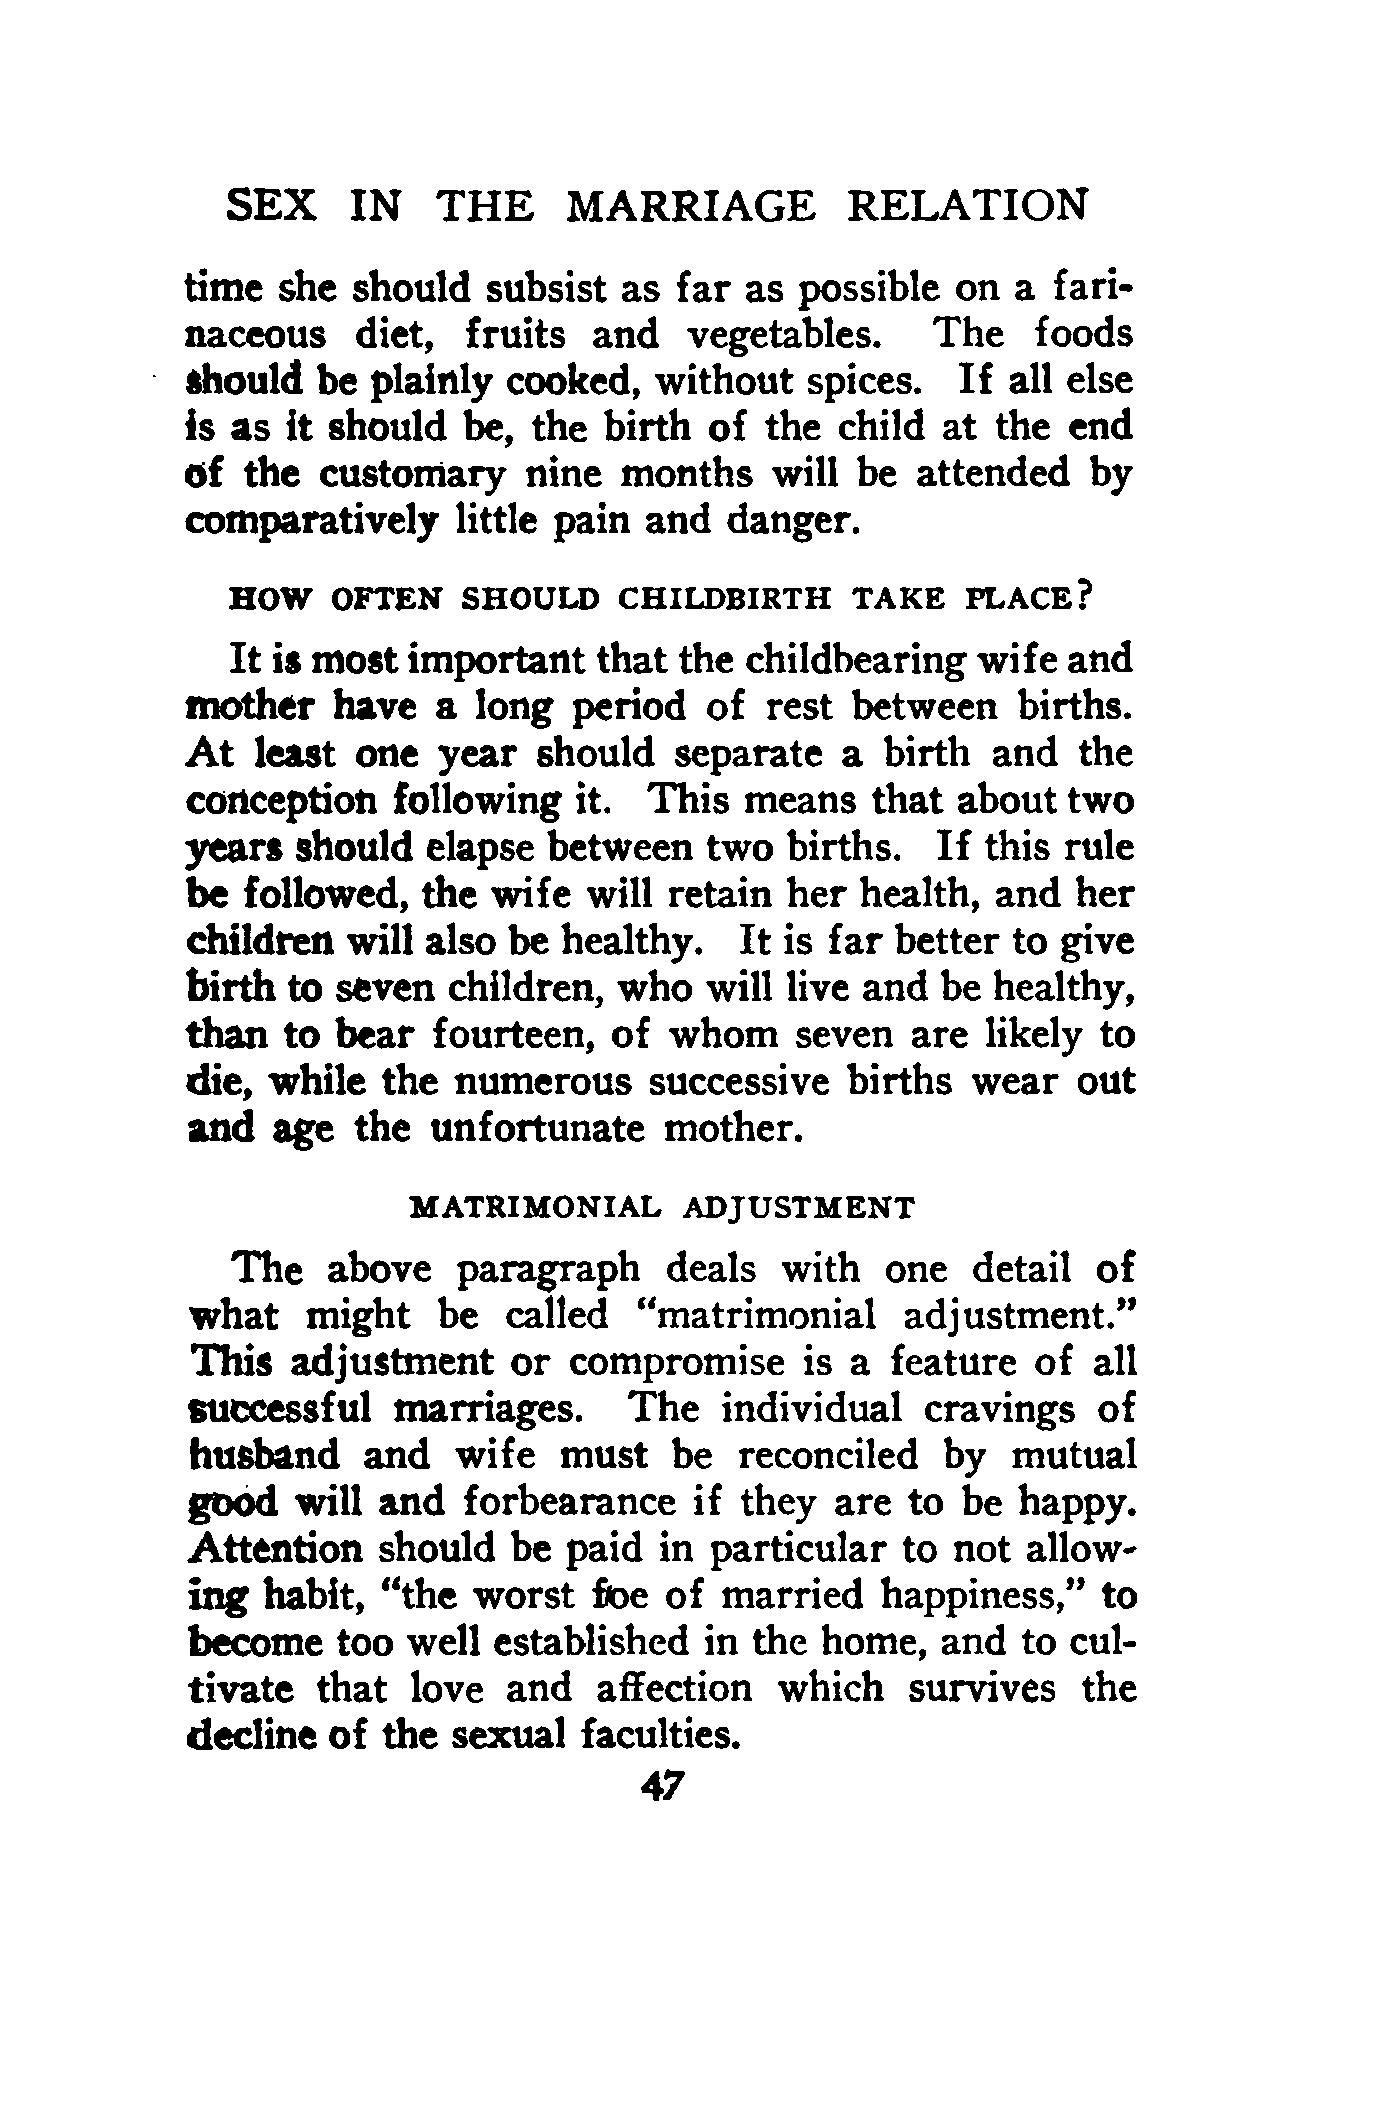 SEX IN THE MARRIAGE RELATION
time she should subsist as far as possible on a fari-
naceous diet, fruits and vegetables. The foods
should be plainly cooked, without spices. If all else
is as it should be, the birth of the child at the end
of the customary nine months will be attended by
comparatively little pain and danger.
HOW OFTEN SHOULD CHILDBIRTH TAKE PLACE?
It is most important that the childbearing wife and
mother have a long period of rest between births.
At least one year should separate a birth and the
conception following it. This means that about two
years should elapse between two births. If this rule
be followed, the wife will retain her health, and her
children will also be healthy. It is far better to give
birth to seven children, who will live and be healthy,
than to bear fourteen, of whom seven are likely to
die, while the numerous successive births wear out
and age the unfortunate mother.
MATRIMONIAL ADJUSTMENT
The above paragraph deals with one detail of
what might be called “matrimonial adjustment.”
This adjustment or compromise is a feature of all
successful marriages. The individual cravings of
husband and wife must be reconciled by mutual
good will and forbearance if they are to be happy.
Attention should be paid in particular to not allow-
ing habit, “the worst foe of married happiness,” to
become too well established in the home, and to cul-
tivate that love and affection which survives the
decline of the sexual faculties.
47